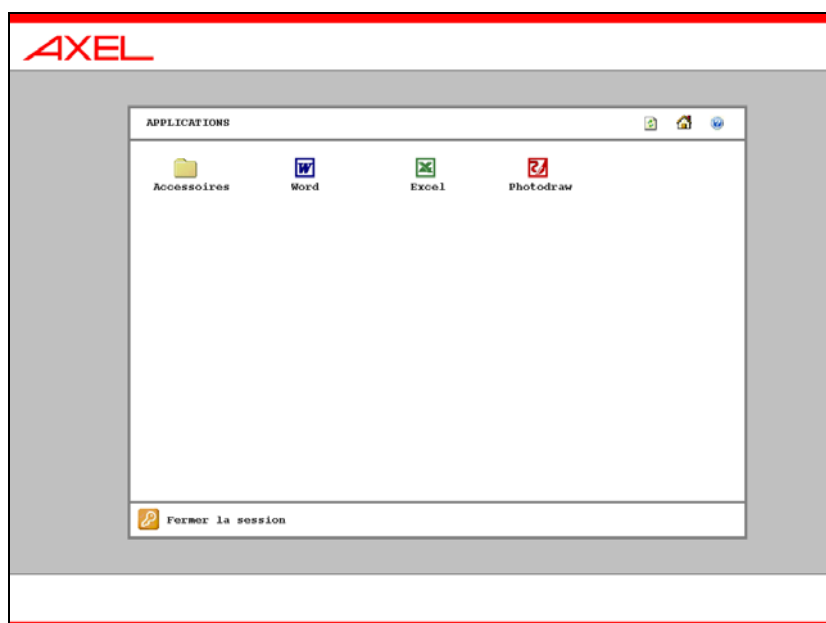 AXEL
APPLICATIONS
Accessoires Word Excel Photodraw
Fermer la session